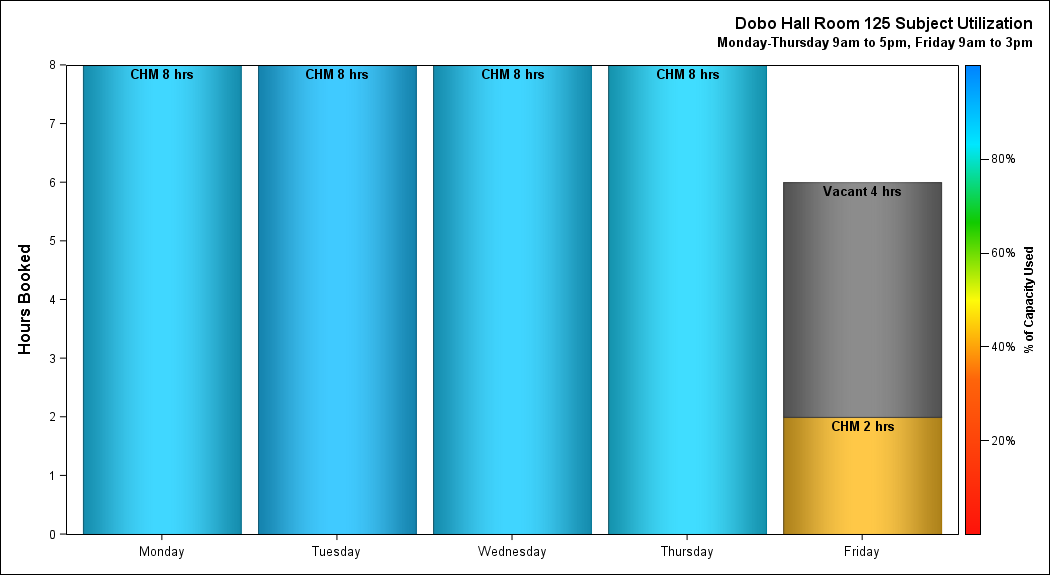 Dobo Hall Room 125 Subject Utilization
Monday-Thursday 9am to 5pm, Friday 9am to 3pm
Hours Booked
8
7
6
5
4
3
2
1
0
CHM 8 hrs
CHM 8 hrs
CHM 8 hrs
CHM 8 hrs
Vacant 4 hrs
CHM 2 hrs
Monday
Tuesday
Wednesday
Thursday
Friday
80%
60%
40%
20%
% of Capacity Used